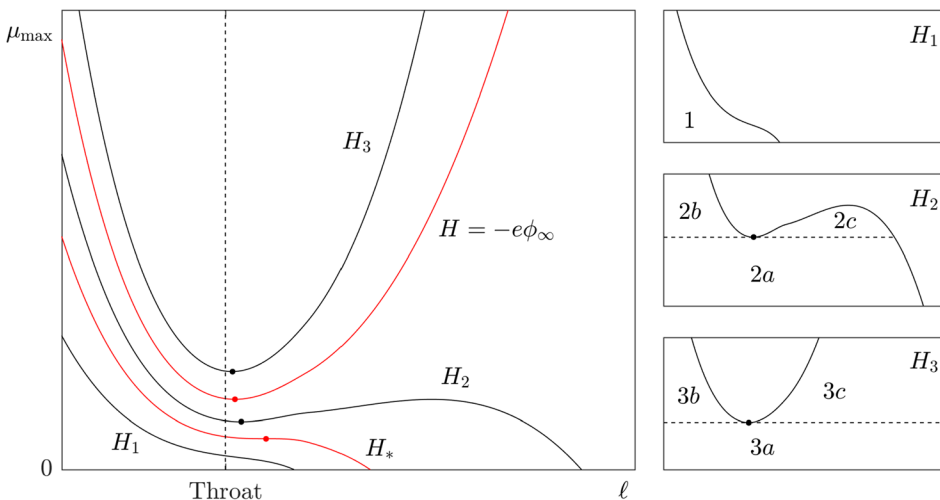 μmax
H₃
H = −eϕ∞
H₂
H₁
H∗
0
Throat
ℓ
H₁
1
H₂
2b
2c
2a
H₃
3b
3c
3a